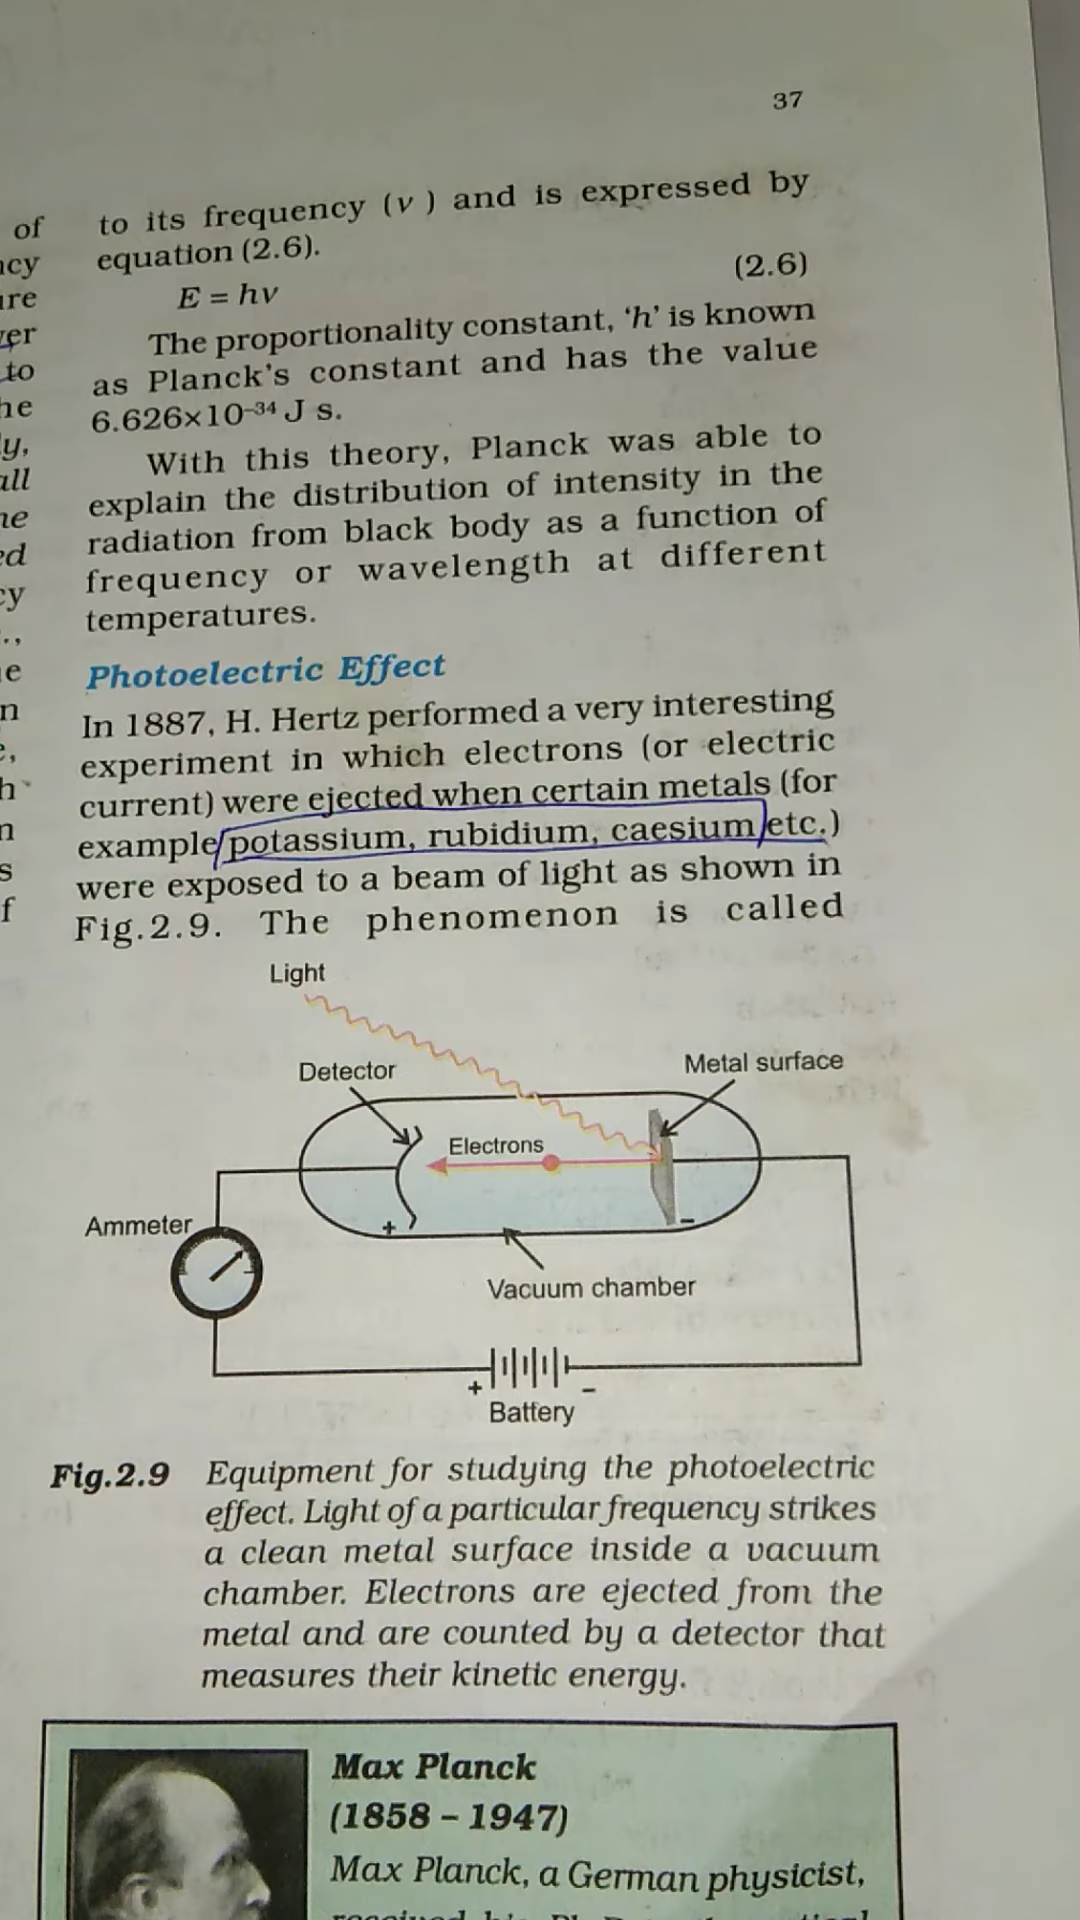 37
of
to
he
y,
all
to its frequency (ν) and is expressed by
equation (2.6).
E = hν (2.6)
The proportionality constant, ‘h’ is known
as Planck's constant and has the value
6.626×10⁻³⁴ J s.
With this theory, Planck was able to
explain the distribution of intensity in the
radiation from black body as a function of
frequency or wavelength at different
temperatures.
Photoelectric Effect
In 1887, H. Hertz performed a very interesting
experiment in which electrons (or electric
current) were ejected when certain metals (for
example potassium, rubidium, caesium etc.)
were exposed to a beam of light as shown in
Fig.2.9. The phenomenon is called
Light
Detector
Metal surface
Electrons
+
−
Ammeter
Vacuum chamber
+
−
Battery
Fig.2.9 Equipment for studying the photoelectric
effect. Light of a particular frequency strikes
a clean metal surface inside a vacuum
chamber. Electrons are ejected from the
metal and are counted by a detector that
measures their kinetic energy.
Max Planck
(1858 – 1947)
Max Planck, a German physicist,